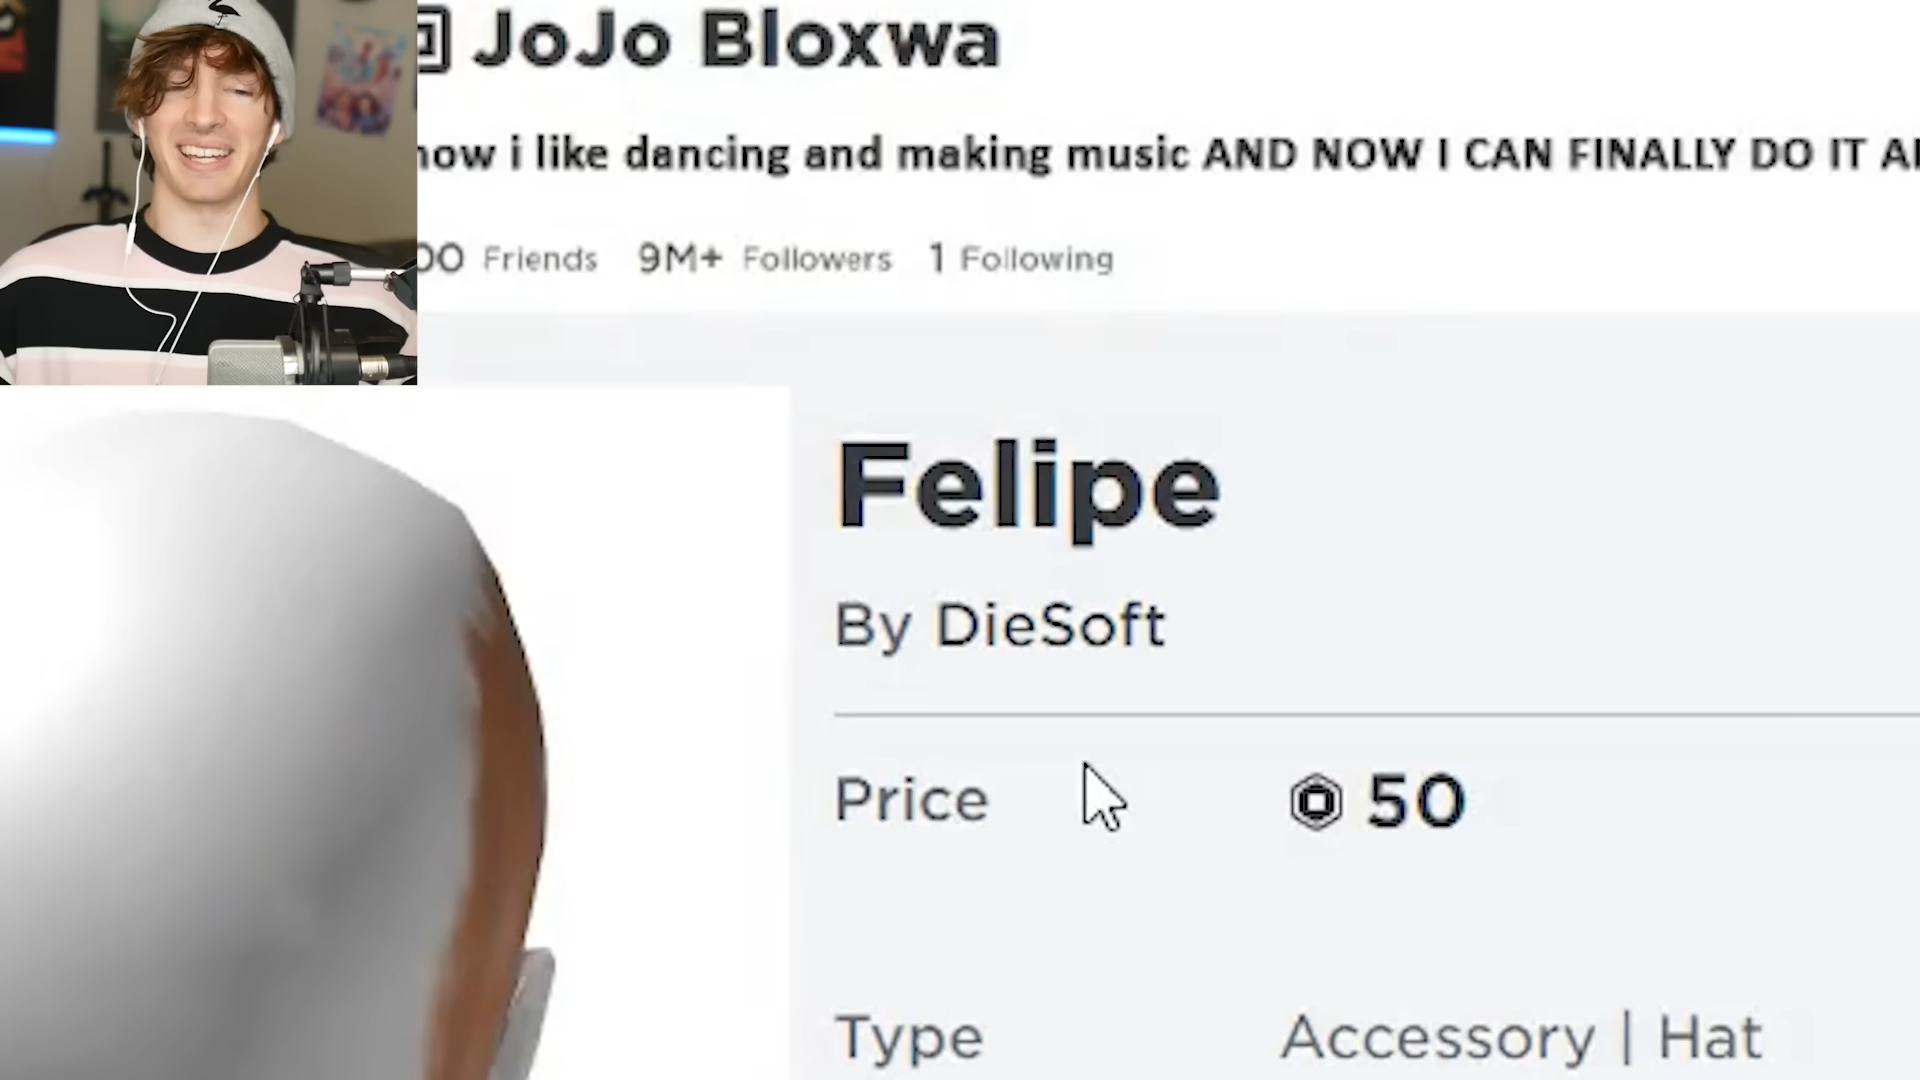 JoJo Bloxwa
now i like dancing and making music AND NOW I CAN FINALLY DO IT
Friends 9M+ Followers 1 Following
Felipe
By DieSoft
Price 50
Type Accessory | Hat